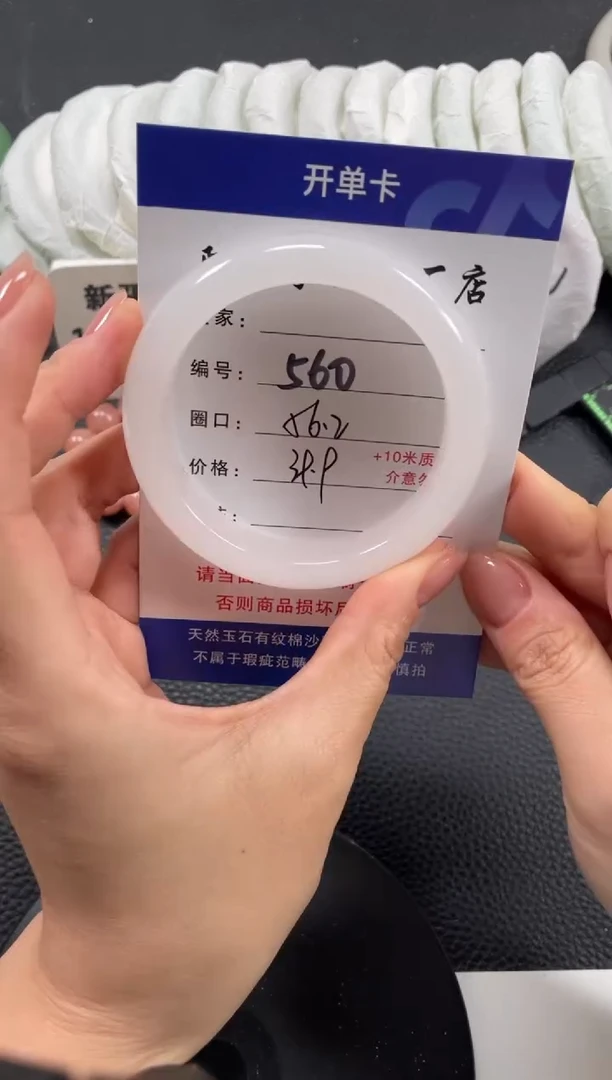 开单卡
一店
家：
编号： 560
圈口： 56.2
价格：
+10米质
介意
请当
否则商品损坏
天然玉石有纹棉沙 正常
不属于瑕疵范畴 慎拍
新